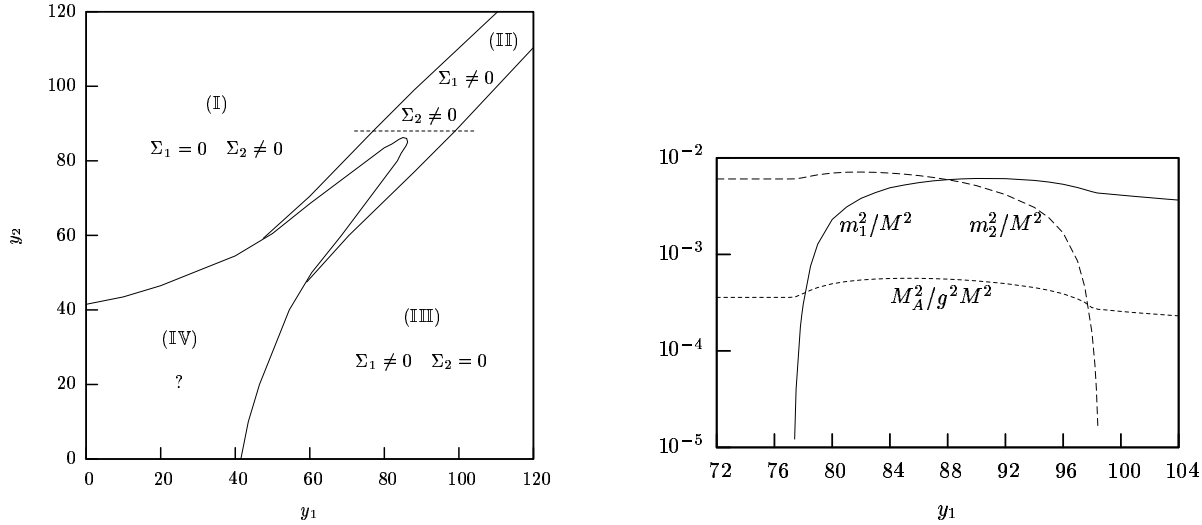 120
100
80
60
40
20
0
y₂
(𝕀)
Σ₁ = 0 Σ₂ ≠ 0
(𝕀𝕀)
Σ₁ ≠ 0
Σ₂ ≠ 0
(𝕀𝕀𝕀)
Σ₁ ≠ 0 Σ₂ = 0
(𝕀𝕍)
?
0 20 40 60 80 100 120
y₁
10⁻²
10⁻³
10⁻⁴
10⁻⁵
m₁²/M² m₂²/M²
M_A²/g²M²
72 76 80 84 88 92 96 100 104
y₁